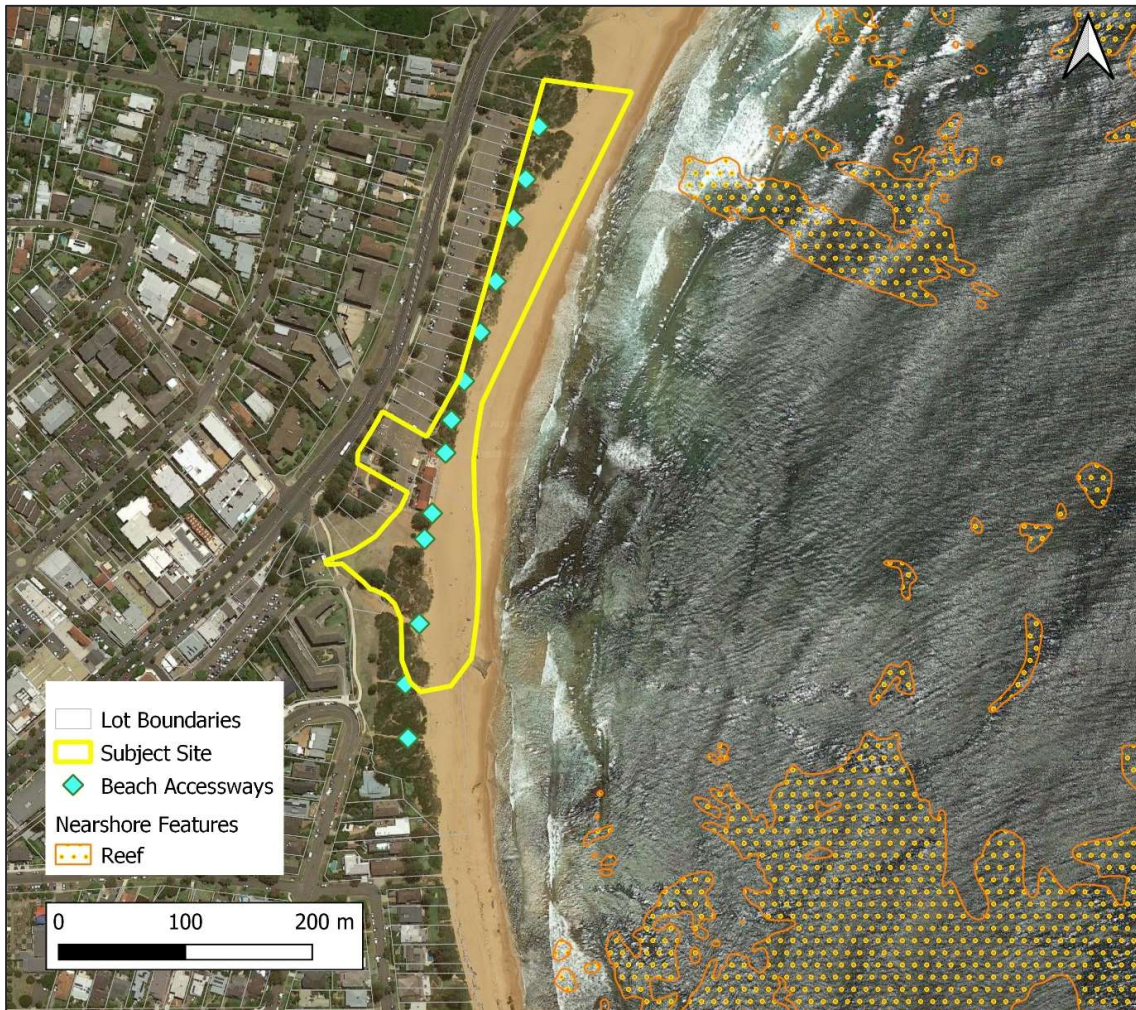 Lot Boundaries
Subject Site
Beach Accessways
Nearshore Features
Reef
0 100 200 m